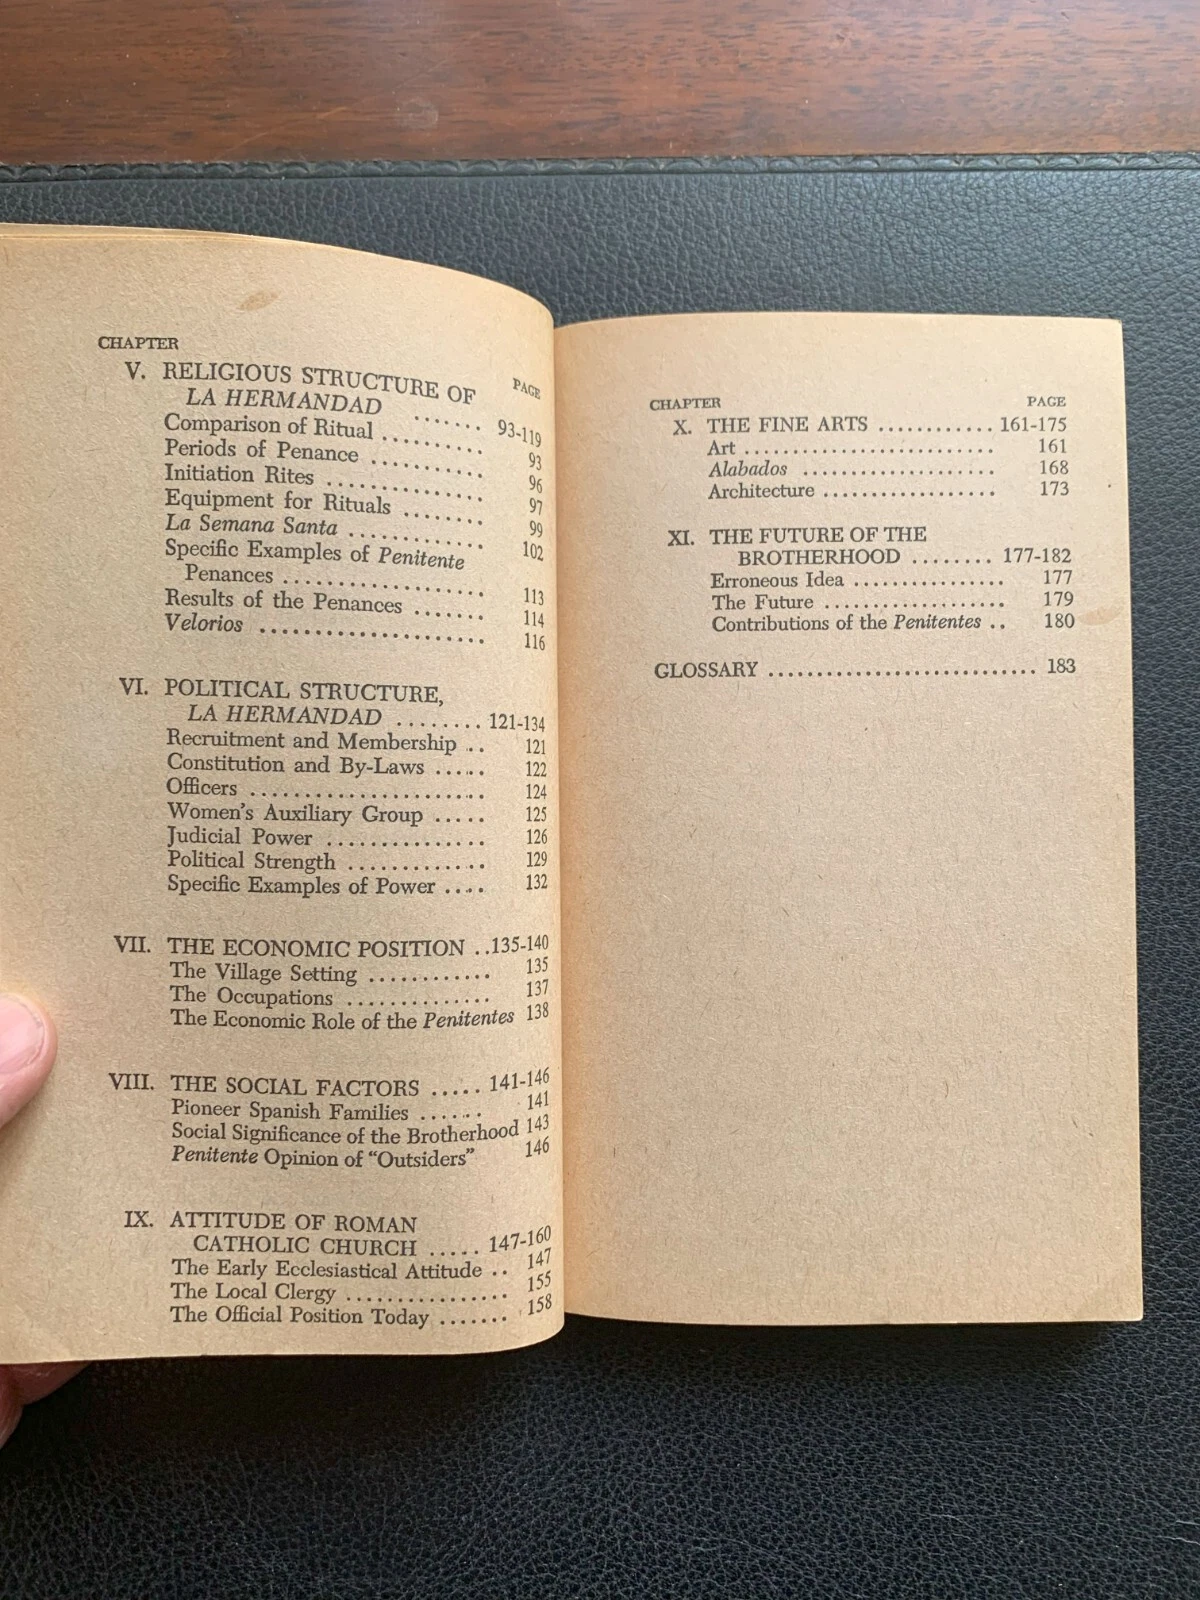 CHAPTER
PAGE
V. RELIGIOUS STRUCTURE OF
LA HERMANDAD ....... 93-119
Comparison of Ritual ......... 93
Periods of Penance .......... 96
Initiation Rites .............. 97
Equipment for Rituals ........ 99
La Semana Santa ............ 102
Specific Examples of Penitente
Penances .................. 113
Results of the Penances ....... 114
Velorios ..................... 116
VI. POLITICAL STRUCTURE,
LA HERMANDAD ........ 121-134
Recruitment and Membership .. 121
Constitution and By-Laws ..... 122
Officers ...................... 124
Women's Auxiliary Group ..... 125
Judicial Power ............... 126
Political Strength ............ 129
Specific Examples of Power .... 132
VII. THE ECONOMIC POSITION ..135-140
The Village Setting ........... 135
The Occupations ............. 137
The Economic Role of the Penitentes 138
VIII. THE SOCIAL FACTORS ..... 141-146
Pioneer Spanish Families ...... 141
Social Significance of the Brotherhood 143
Penitente Opinion of "Outsiders" 146
IX. ATTITUDE OF ROMAN
CATHOLIC CHURCH ..... 147-160
The Early Ecclesiastical Attitude .. 147
The Local Clergy ................ 155
The Official Position Today ....... 158
CHAPTER PAGE
X. THE FINE ARTS ............ 161-175
Art .......................... 161
Alabados .................... 168
Architecture .................. 173
XI. THE FUTURE OF THE
BROTHERHOOD ........ 177-182
Erroneous Idea ................ 177
The Future ................... 179
Contributions of the Penitentes .. 180
GLOSSARY ............................ 183